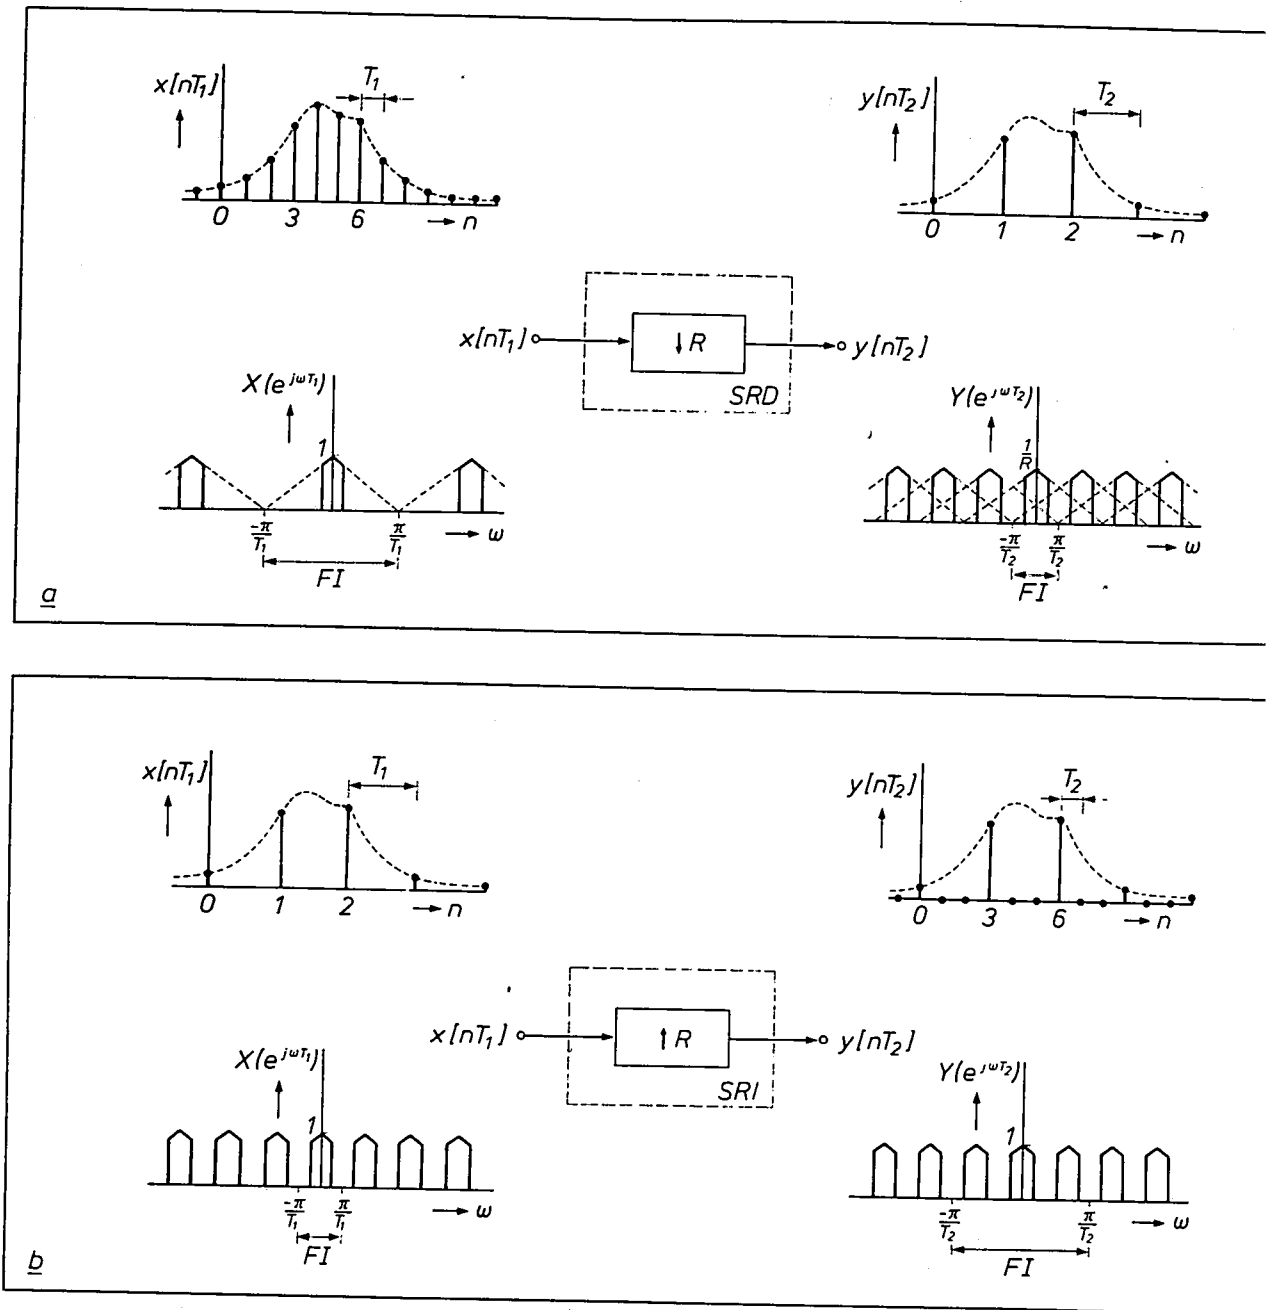 x[nT₁]
T₁
0 3 6 → n
y[nT₂]
T₂
0 1 2 → n
x[nT₁] ↓ R y[nT₂]
SRD
X(e^{jωT₁})
1
-π/T₁ π/T₁ → ω
FI
Y(e^{jωT₂})
1/R
-π/T₂ π/T₂ → ω
FI
a
x[nT₁]
T₁
0 1 2 → n
y[nT₂]
T₂
0 3 6 → n
x[nT₁] ↑ R y[nT₂]
SRI
X(e^{jωT₁})
1
-π/T₁ π/T₁ → ω
FI
Y(e^{jωT₂})
1
-π/T₂ π/T₂ → ω
FI
b